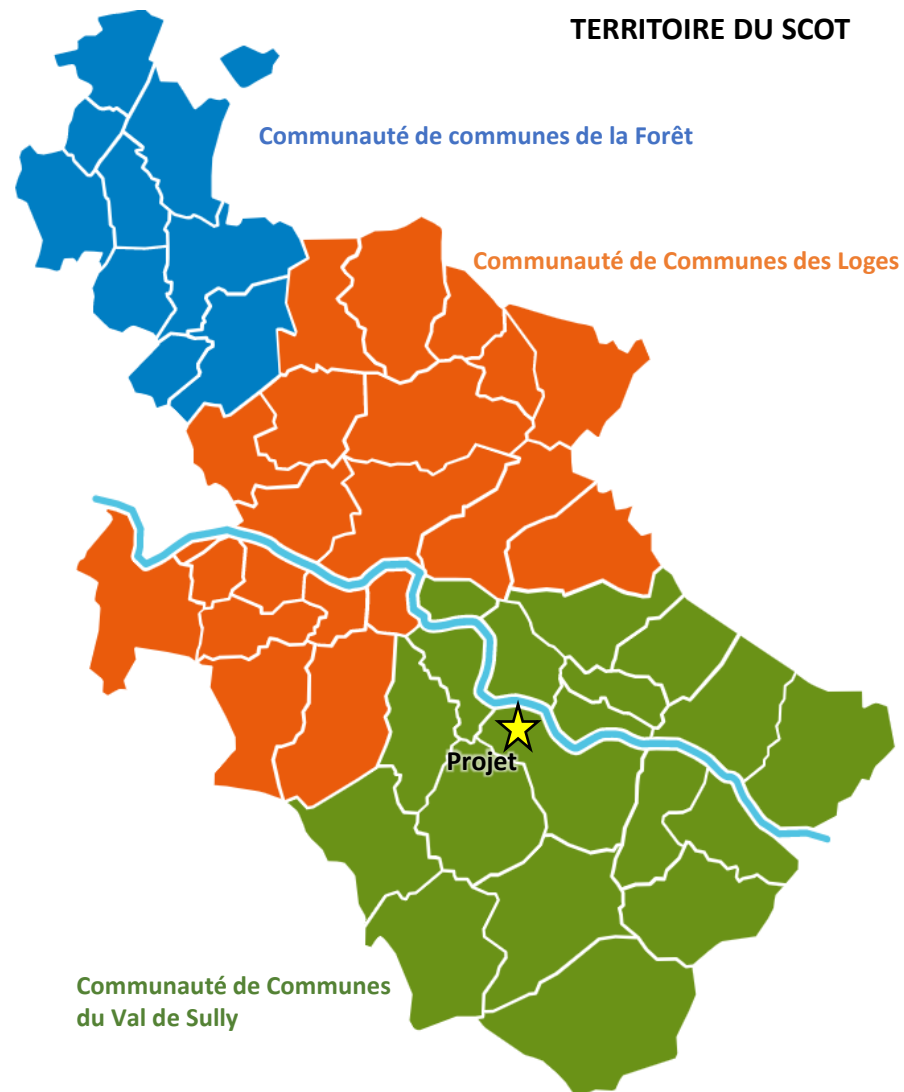 TERRITOIRE DU SCOT
Communauté de communes de la Forêt
Communauté de Communes des Loges
Projet
Communauté de Communes
du Val de Sully